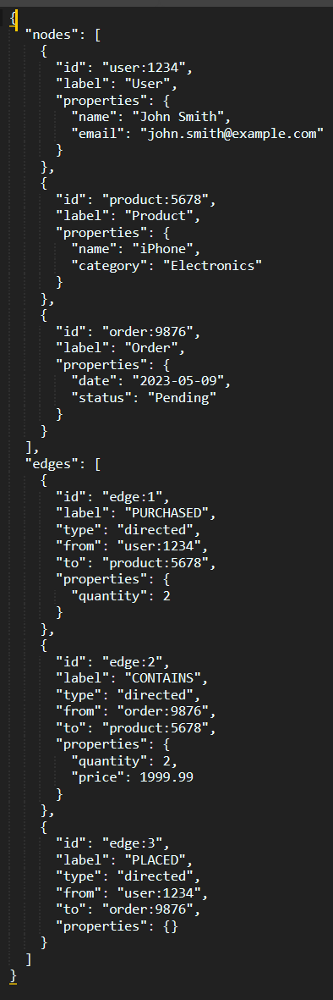 {
  "nodes": [
    {
      "id": "user:1234",
      "label": "User",
      "properties": {
        "name": "John Smith",
        "email": "john.smith@example.com"
      }
    },
    {
      "id": "product:5678",
      "label": "Product",
      "properties": {
        "name": "iPhone",
        "category": "Electronics"
      }
    },
    {
      "id": "order:9876",
      "label": "Order",
      "properties": {
        "date": "2023-05-09",
        "status": "Pending"
      }
    }
  ],
  "edges": [
    {
      "id": "edge:1",
      "label": "PURCHASED",
      "type": "directed",
      "from": "user:1234",
      "to": "product:5678",
      "properties": {
        "quantity": 2
      }
    },
    {
      "id": "edge:2",
      "label": "CONTAINS",
      "type": "directed",
      "from": "order:9876",
      "to": "product:5678",
      "properties": {
        "quantity": 2,
        "price": 1999.99
      }
    },
    {
      "id": "edge:3",
      "label": "PLACED",
      "type": "directed",
      "from": "user:1234",
      "to": "order:9876",
      "properties": {}
    }
  ]
}